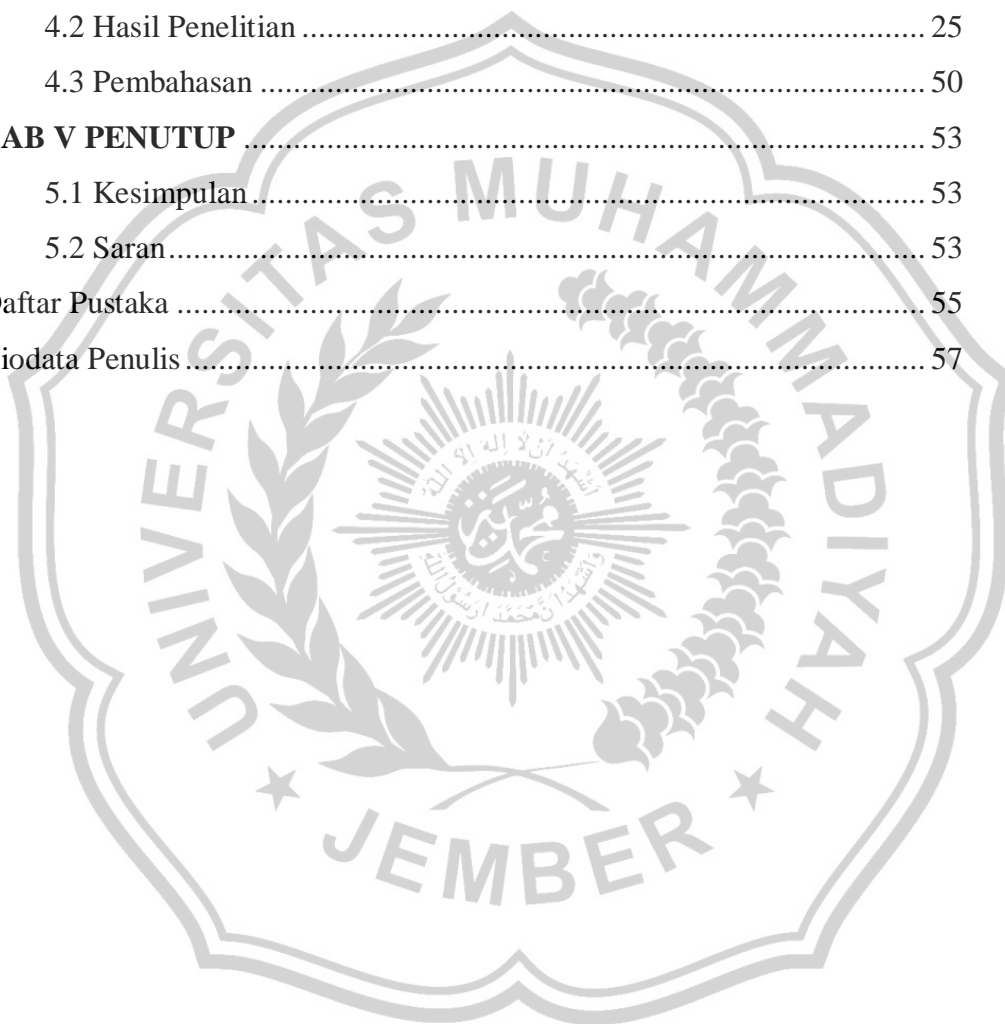 4.2 Hasil Penelitian ........................................................................................ 25
4.3 Pembahasan .............................................................................................. 50
AB V PENUTUP ................................................................................................ 53
5.1 Kesimpulan ............................................................................................... 53
5.2 Saran ........................................................................................................... 53
aftar Pustaka .......................................................................................................... 55
iodata Penulis ......................................................................................................... 57
UNIVERSITAS MUHAMMADIYAH
JEMBER